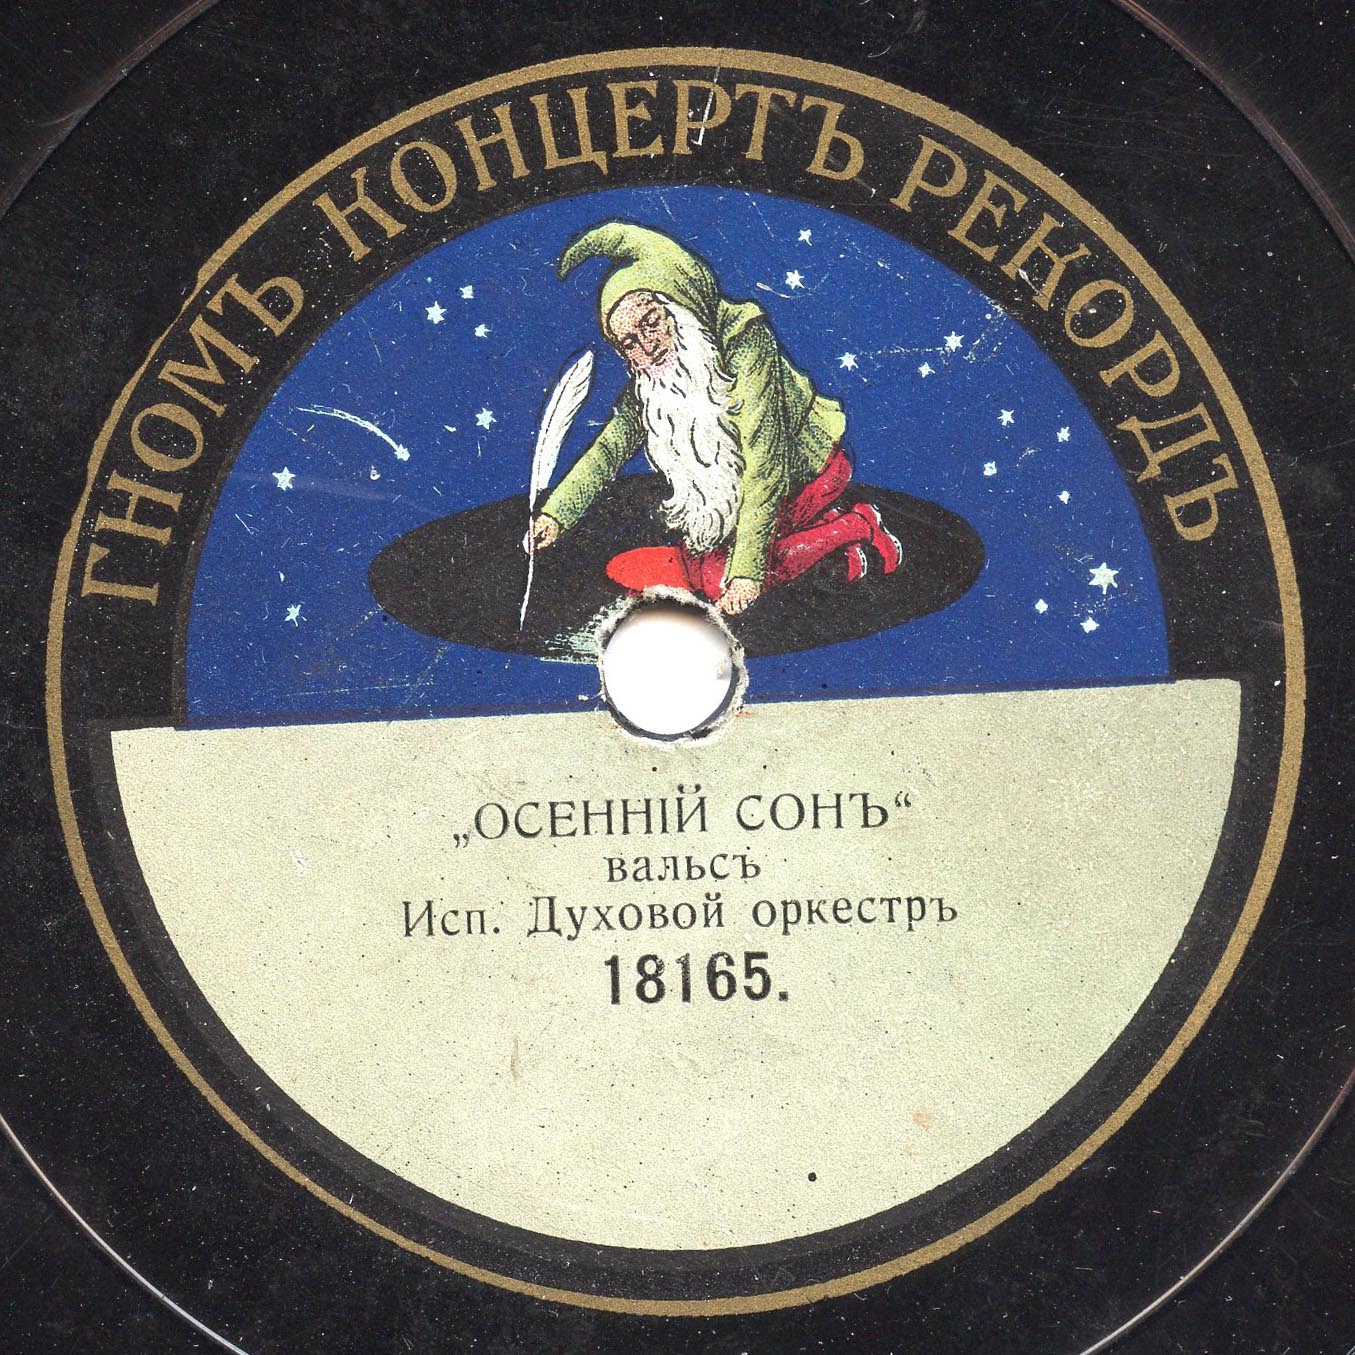 ГНОМЪ КОНЦЕРТЪ РЕКОРДЪ
„ОСЕННІЙ СОНЪ“
вальсъ
Исп. Духовой оркестръ
18165.